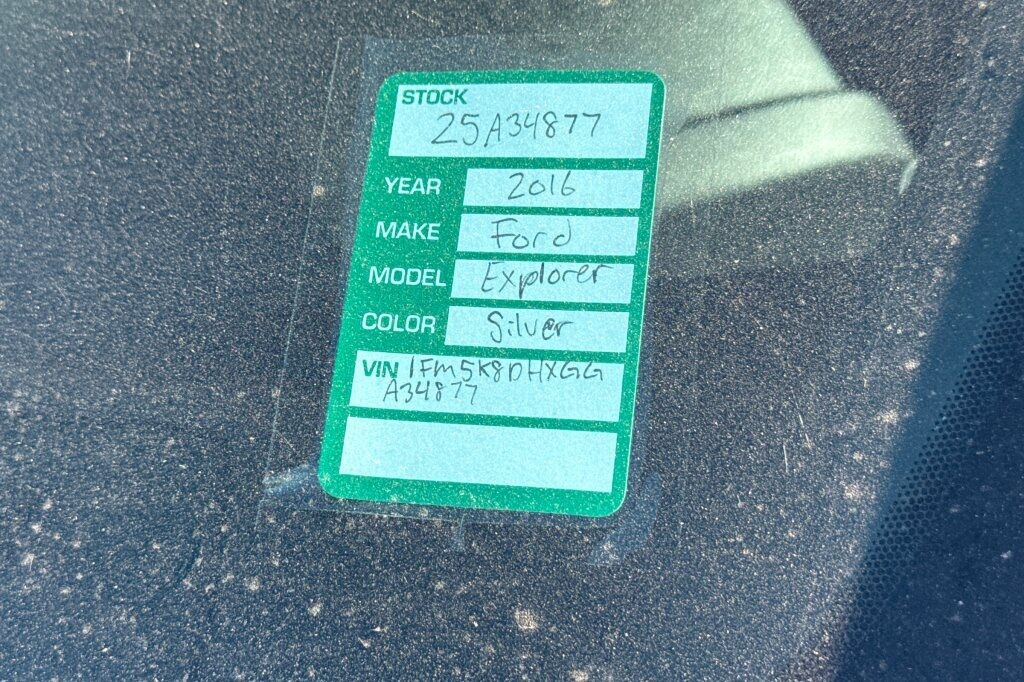 STOCK
25A34877
YEAR 2016
MAKE Ford
MODEL Explorer
COLOR Silver
VIN 1FM5K8DHXGG
A34877